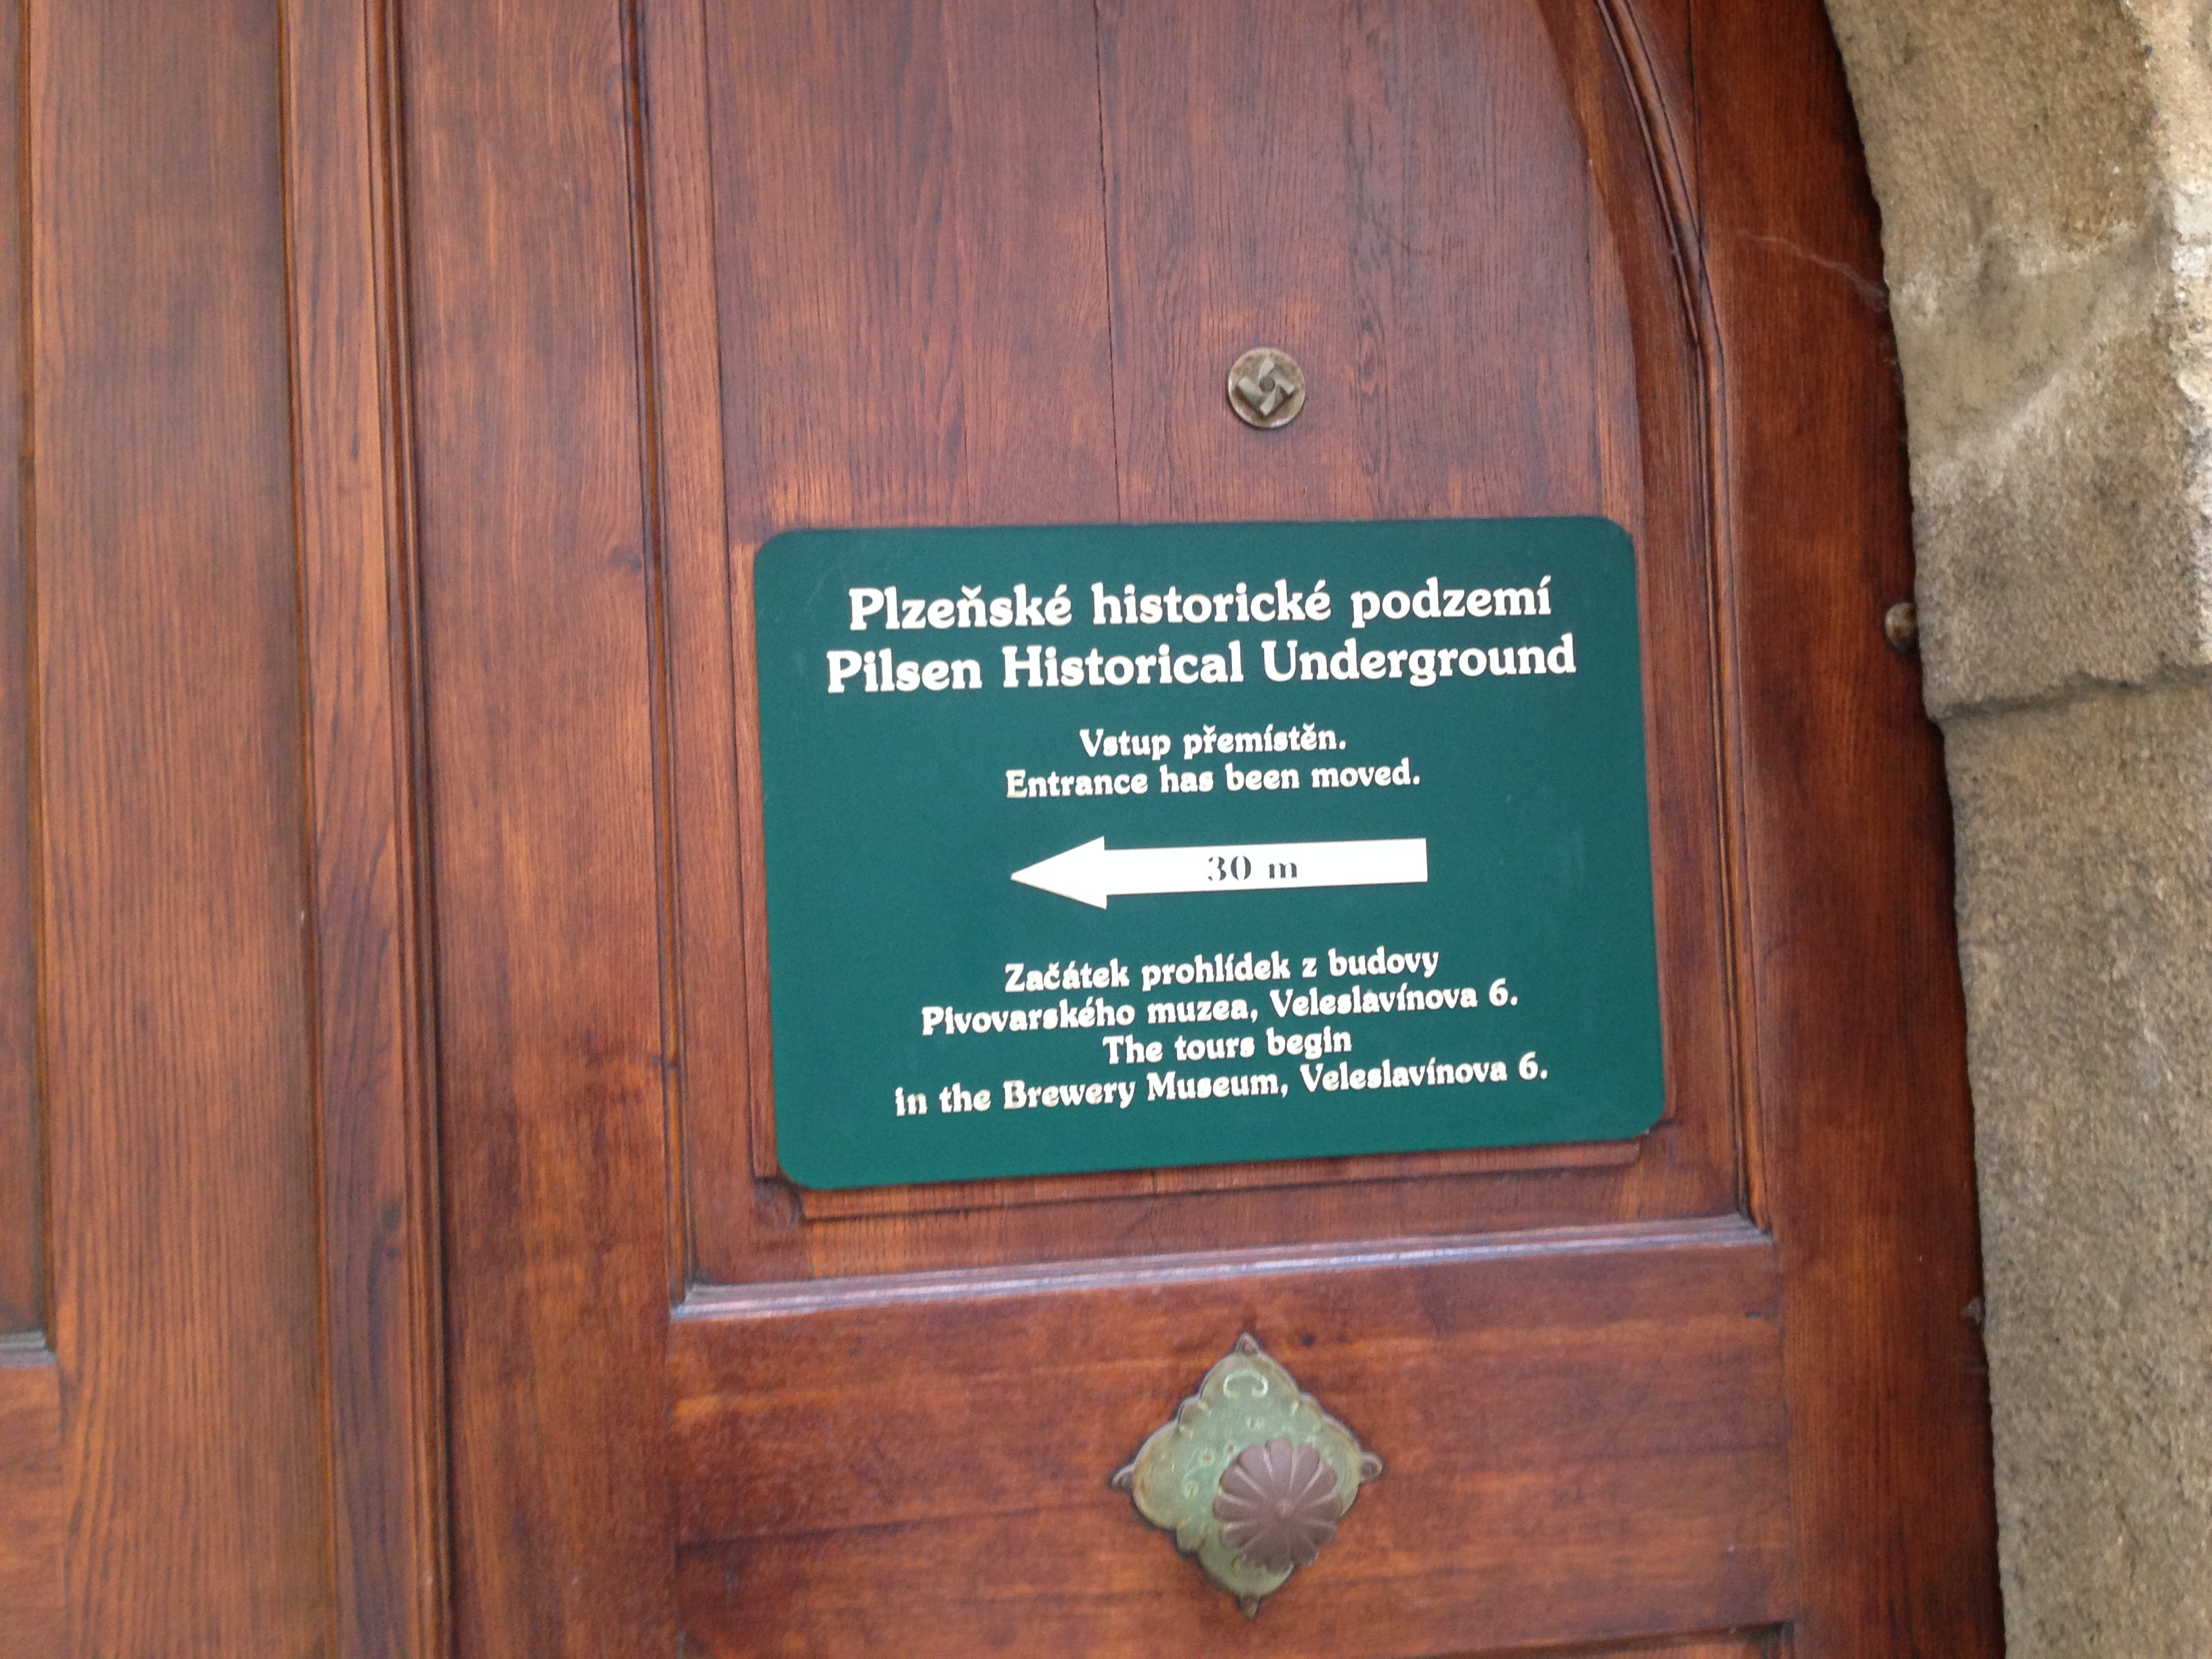 Plzeňské historické podzemí
Pilsen Historical Underground
Vstup přemístěn.
Entrance has been moved.
30 m
Začátek prohlídek z budovy
Pivovarského muzea, Veleslavínova 6.
The tours begin
in the Brewery Museum, Veleslavínova 6.